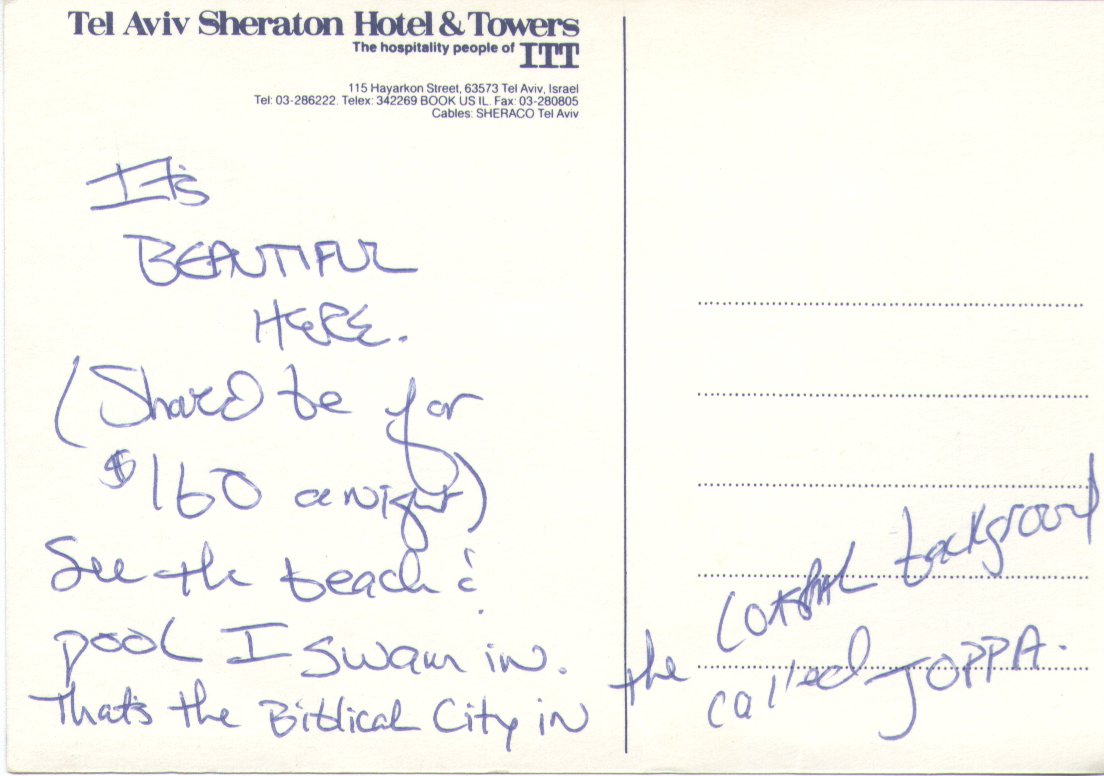 Tel Aviv Sheraton Hotel & Towers
The hospitality people of ITT
115 Hayarkon Street, 63573 Tel Aviv, Israel
Tel: 03-286222. Telex: 342269 BOOK US IL. Fax: 03-280805
Cables: SHERACO Tel Aviv
It's
BEAUTIFUL
HERE.
(Should be for
$160 a night)
See the beach &
pool I swam in.
That's the Biblical City in
the coastal background
called JOPPA.